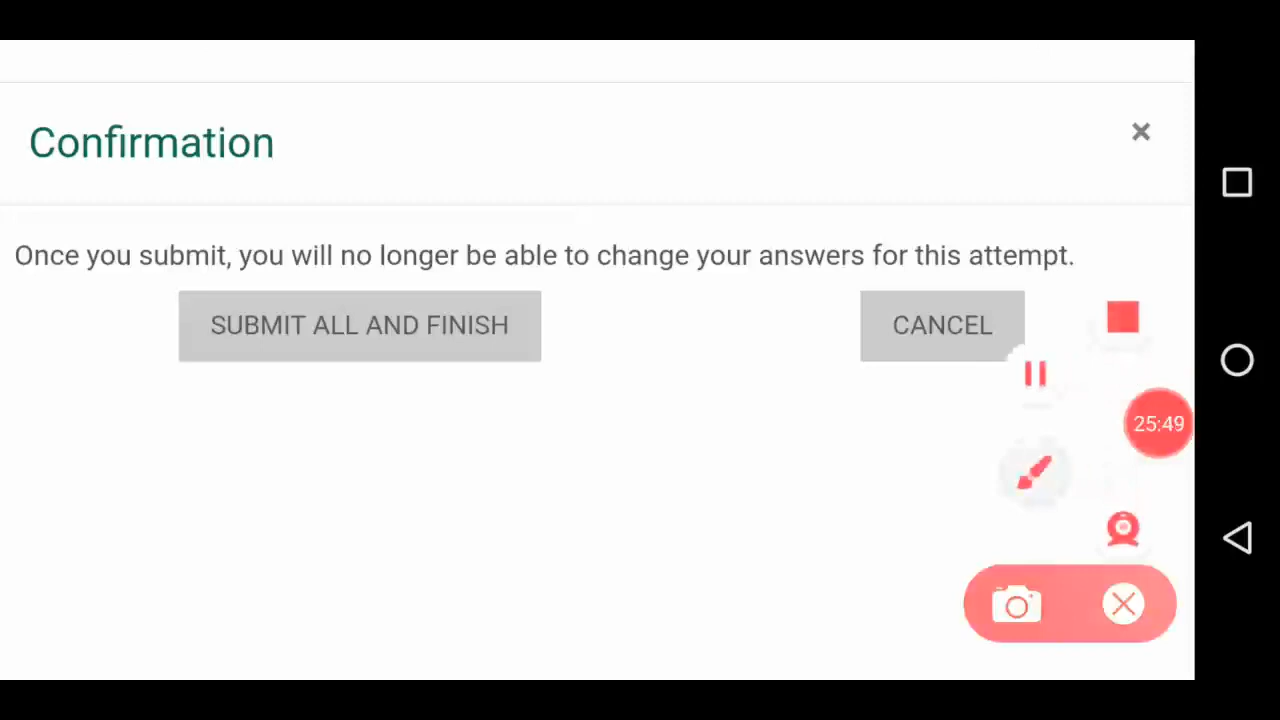 Confirmation
×
Once you submit, you will no longer be able to change your answers for this attempt.
SUBMIT ALL AND FINISH
CANCEL
25:49